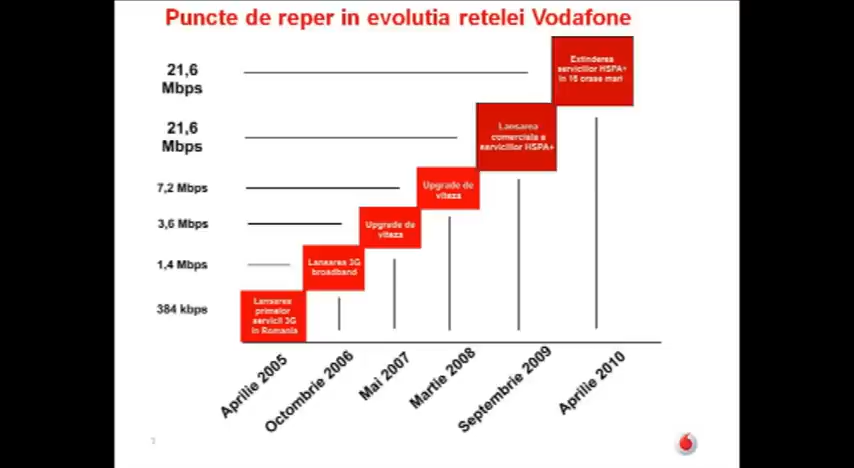 Puncte de reper in evolutia retelei Vodafone
21,6
Mbps
Extinderea
serviciilor HSPA+
in 16 orase mari
21,6
Mbps
Lansarea
comerciala a
serviciilor HSPA+
7,2 Mbps
Upgrade de
viteza
3,6 Mbps
Upgrade de
viteza
1,4 Mbps
Lansarea 3G
broadband
384 kbps
Lansarea
primelor
servicii 3G
in Romania
Aprilie 2005
Octombrie 2006
Mai 2007
Martie 2008
Septembrie 2009
Aprilie 2010